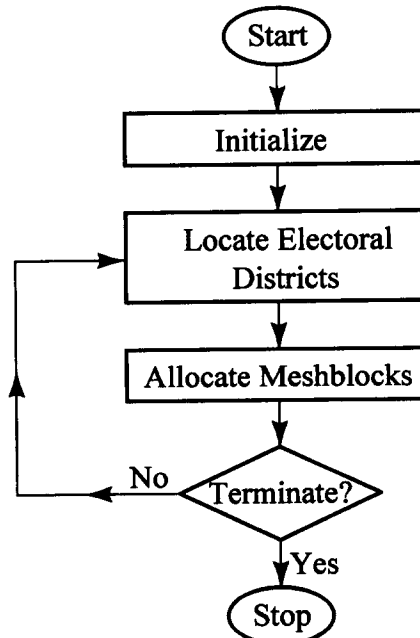 Start
Initialize
Locate Electoral
Districts
Allocate Meshblocks
Terminate?
No
Yes
Stop